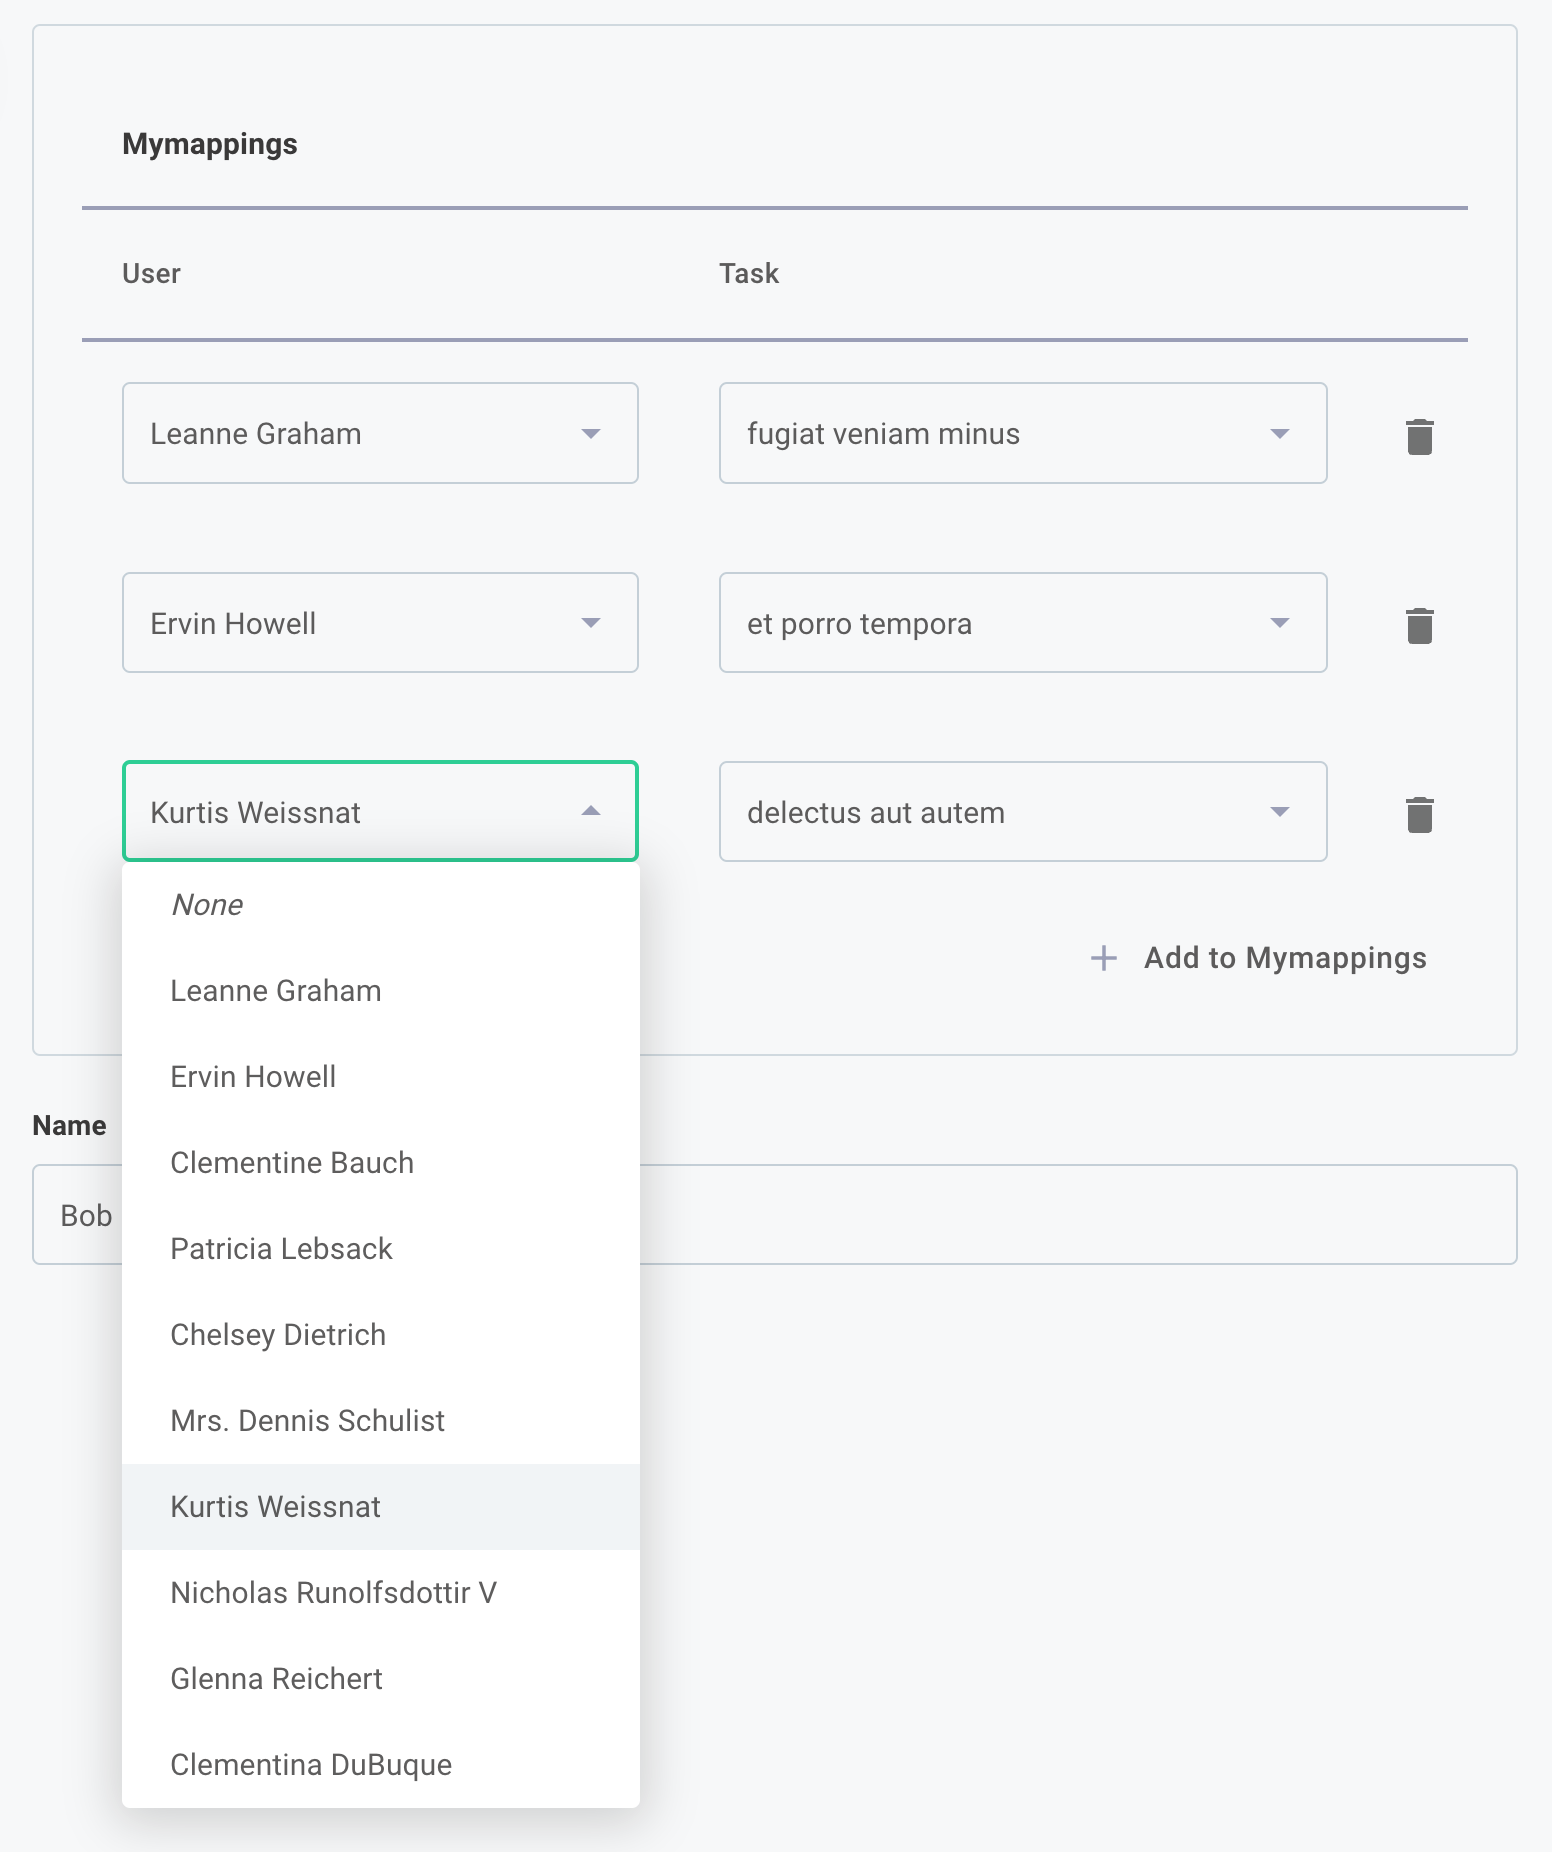 Mymappings
User Task
Leanne Graham fugiat veniam minus
Ervin Howell et porro tempora
Kurtis Weissnat delectus aut autem
None
Leanne Graham
Ervin Howell
Clementine Bauch
Patricia Lebsack
Chelsey Dietrich
Mrs. Dennis Schulist
Kurtis Weissnat
Nicholas Runolfsdottir V
Glenna Reichert
Clementina DuBuque
Add to Mymappings
Name
Bob